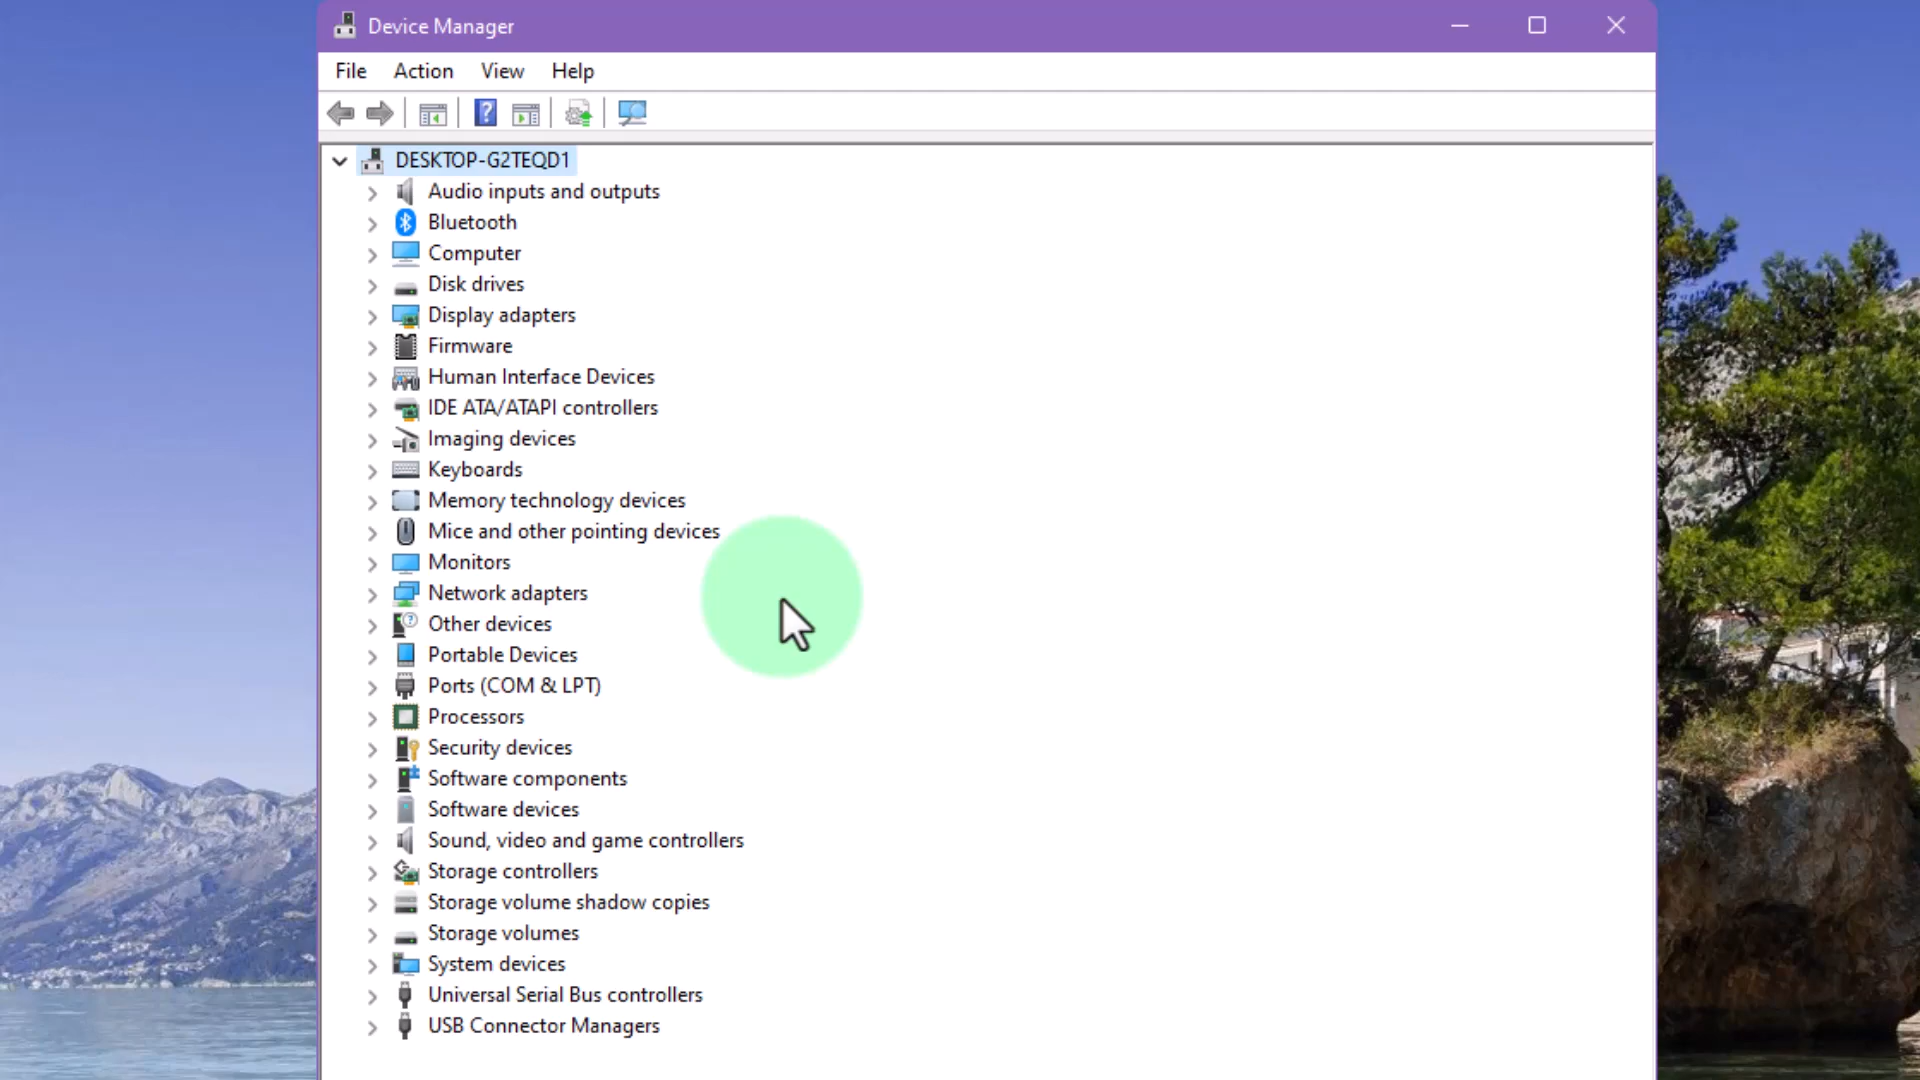 Device Manager
File Action View Help
DESKTOP-G2TEQD1
Audio inputs and outputs
Bluetooth
Computer
Disk drives
Display adapters
Firmware
Human Interface Devices
IDE ATA/ATAPI controllers
Imaging devices
Keyboards
Memory technology devices
Mice and other pointing devices
Monitors
Network adapters
Other devices
Portable Devices
Ports (COM & LPT)
Processors
Security devices
Software components
Software devices
Sound, video and game controllers
Storage controllers
Storage volume shadow copies
Storage volumes
System devices
Universal Serial Bus controllers
USB Connector Managers